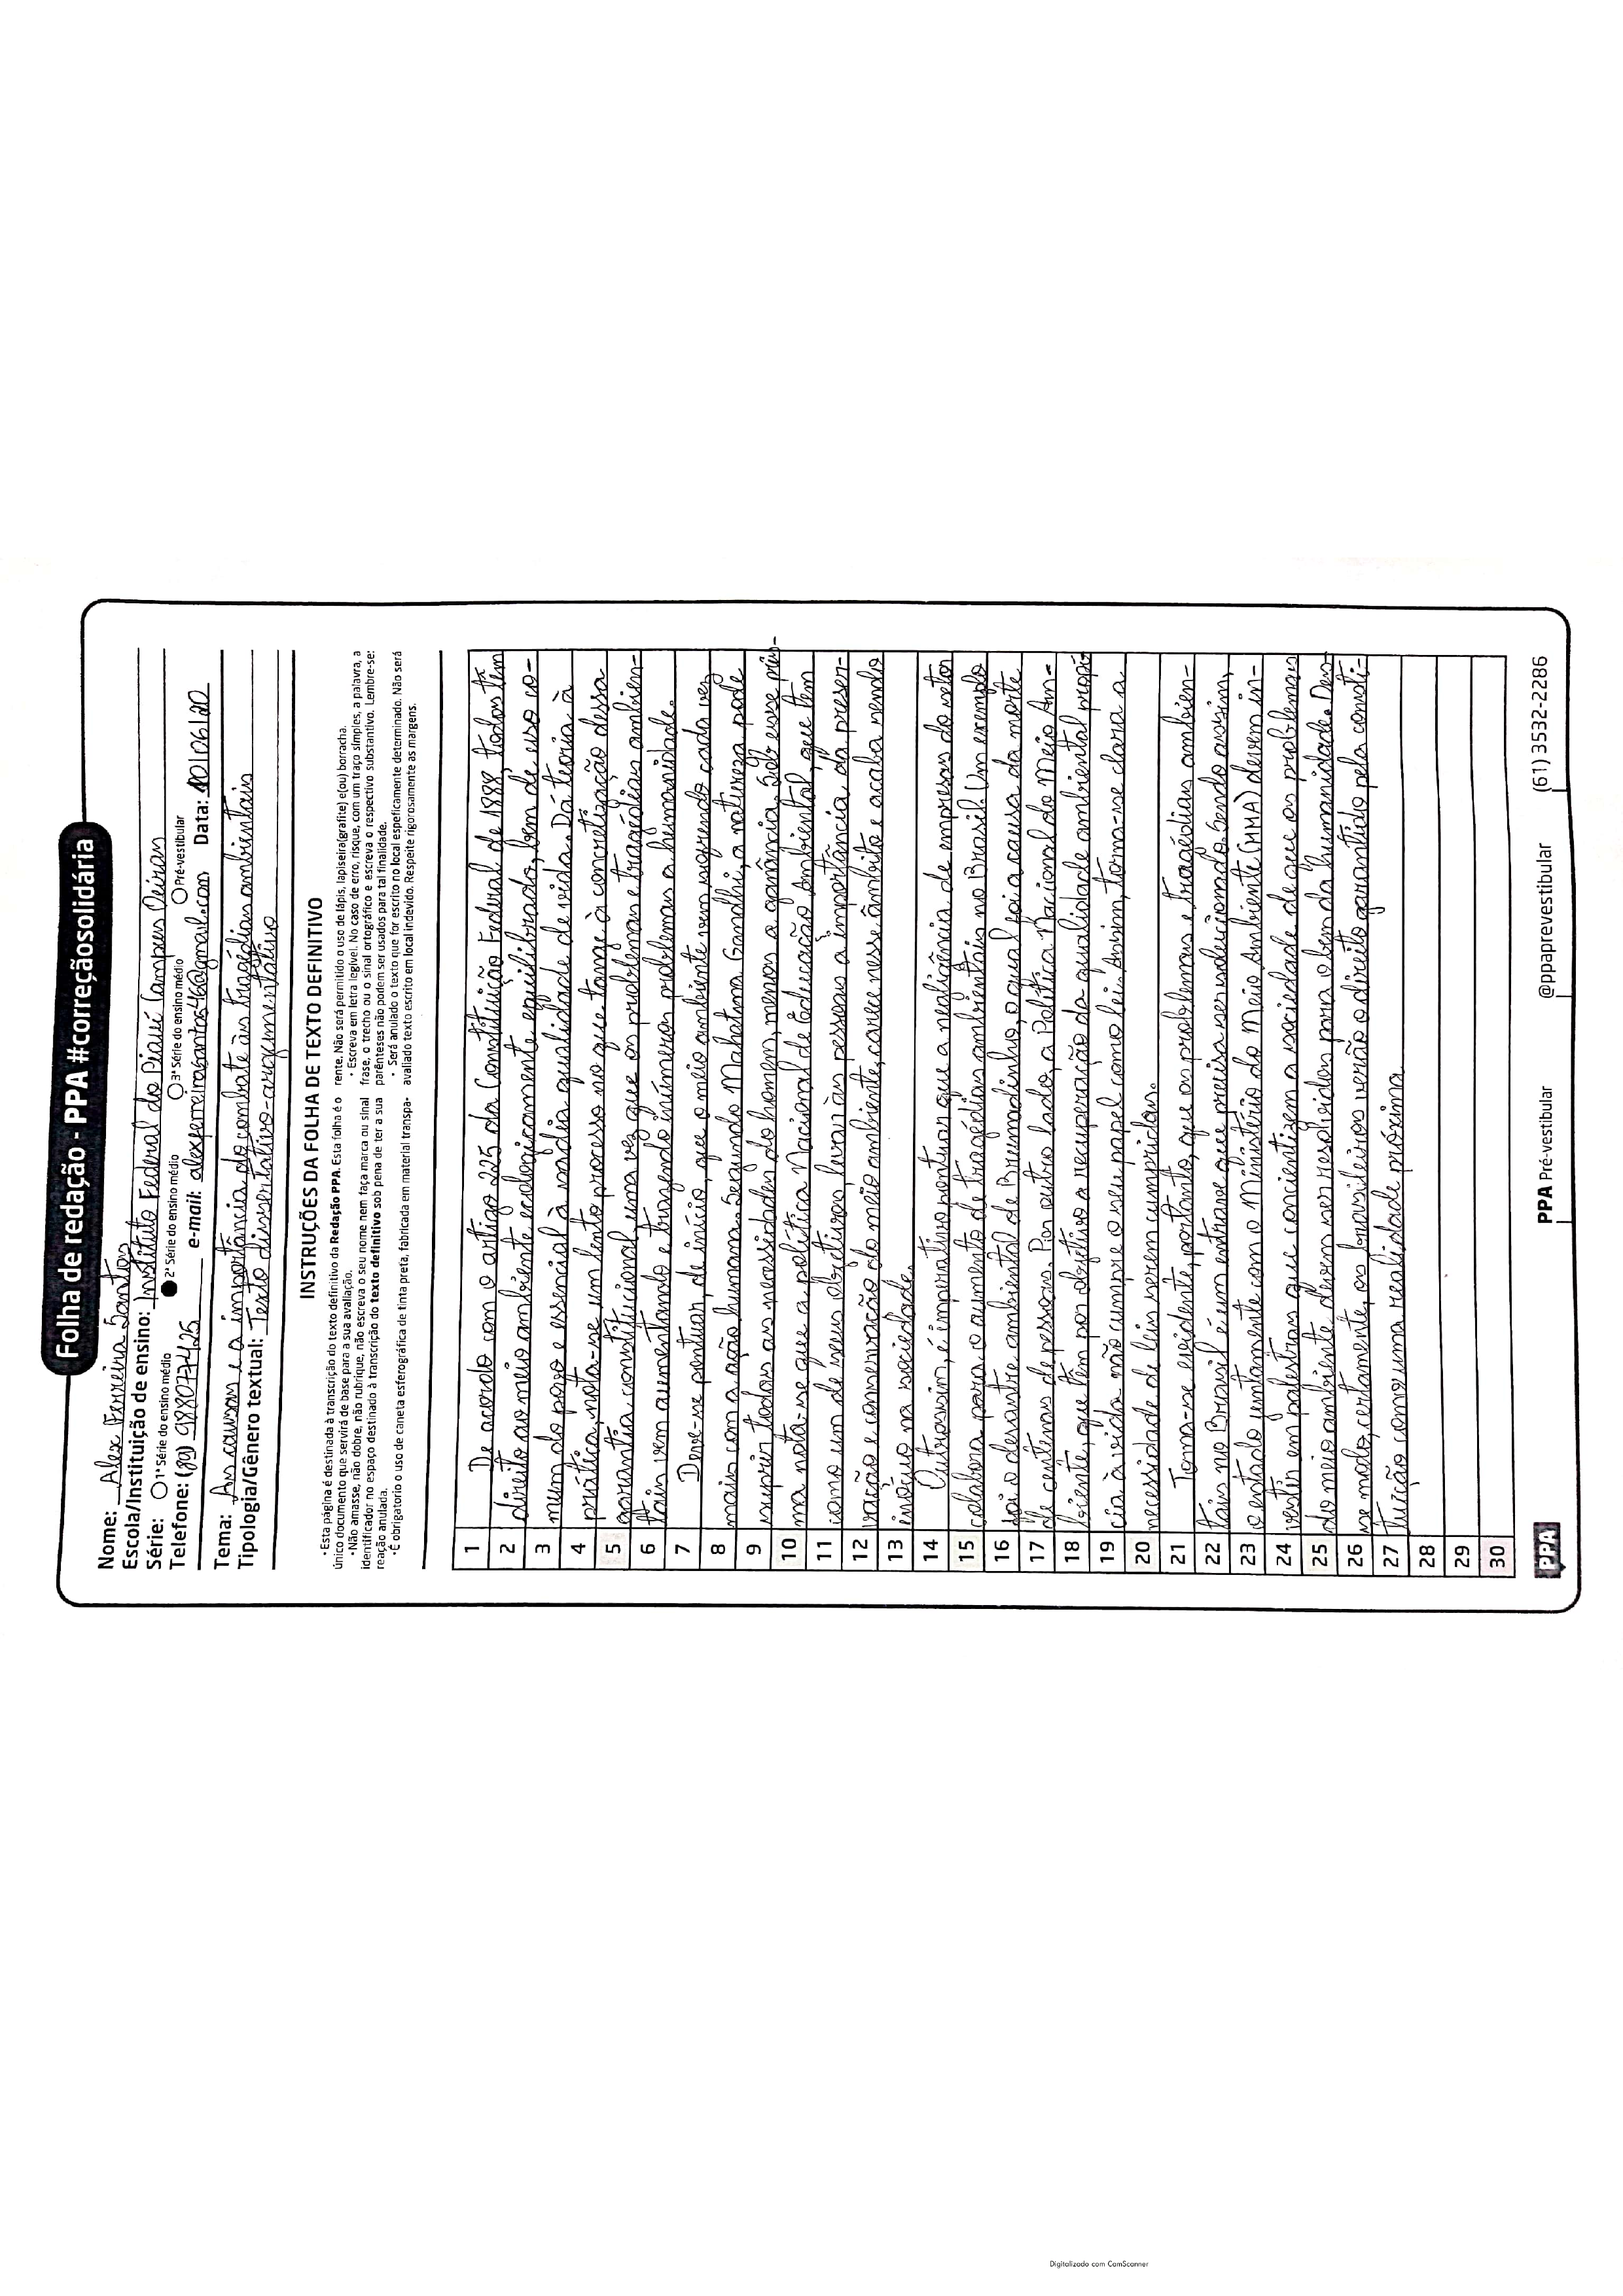 Folha de redação - PPA #correçãosolidária
Nome: Alex Ferreira Santos
Escola/Instituição de ensino: Instituto Federal do Piauí Campus Oeiras
Série: 1ª Série do ensino médio 2ª Série do ensino médio 3ª Série do ensino médio Pré-vestibular
Telefone: (89) 988077425 e-mail: alexferreirasantos466@gmail.com Data: 10/06/20
Tema: As causas e a importância do combate às tragédias ambientais
Tipologia/Gênero textual: Texto dissertativo-argumentativo
INSTRUÇÕES DA FOLHA DE TEXTO DEFINITIVO
• Esta página é destinada à transcrição do texto definitivo da Redação PPA. Esta folha é o
único documento que servirá de base para a sua avaliação.
• Não amasse, não dobre, não rubrique, não escreva o seu nome nem faça marca ou sinal
identificador no espaço destinado à transcrição do texto definitivo sob pena de ter a sua
reação anulada.
• É obrigatorio o uso de caneta esferográfica de tinta preta, fabricada em material transpa-
rente. Não será permitido o uso de lápis, lapiseira(grafite) e(ou) borracha.
• Escreva em letra legível. No caso de erro, risque, com um traço simples, a palavra, a
frase, o trecho ou o sinal ortográfico e escreva o respectivo substantivo. Lembre-se:
parênteses não podem ser usados para tal finalidade.
• Será anulado o texto que for escrito no local espeficamente determinado. Não será
avaliado texto escrito em local indevido. Respeite rigorosamente as margens.
1 De acordo com o artigo 225 da Constituição Federal de 1988, todos têm
2 direito ao meio ambiente ecologicamente equilibrado, bem de uso co-
3 mum do povo e essencial à sadia qualidade de vida. Da teoria à
4 prática, nota-se um lento processo no que tange à concretização dessa
5 garantia constitucional, uma vez que os problemas e tragédias ambien-
6 tais vem aumentando e trazendo inúmeros problemas a humanidade.
7 Deve-se pontuar, de início, que o meio ambiente vem sofrendo cada vez
8 mais com a ação humana. Segundo Mahatma Gandhi, a natureza pode
9 suprir todas as necessidades do homem, menos a ganância. Sob esse pris-
10 ma nota-se que a política Nacional de Educação Ambiental, que têm
11 como um de seus objetivos, levar às pessoas a importância da preser-
12 vação e conservação do meio ambiente, carece nesse âmbito e acaba sendo
13 inócuo na sociedade.
14 Outrossim, é imperativo pontuar que a negligência de empresas do setor
15 colabora para o aumento de tragédias ambientais no Brasil. Um exemplo
16 foi o desastre ambiental de Brumadinho, o qual foi a causa da morte
17 de centenas de pessoas. Por outro lado, a Política Nacional do Meio Am-
18 biente, que têm por objetivo a recuperação da qualidade ambiental propí-
19 cia à vida não cumpre o seu papel como lei. Assim, torna-se clara a
20 necessidade de leis serem cumpridas.
21 Torna-se evidente, portanto, que os problemas e tragédias ambien-
22 tais no Brasil é um entrave que precisa ser solucionado. Sendo assim,
23 o estado juntamente com o Ministério do Meio Ambiente (MMA) devem in-
24 vestir em palestras que concientizem a sociedade de que os problemas
25 do meio ambiente devem ser resolvidos para o bem da humanidade. Des-
26 se modo, certamente, os brasileiros verão o direito garantido pela consti-
27 tuição como uma realidade próxima.
28
29
30
PPA PPA Pré-vestibular @ppaprevestibular (61) 3532-2286
Digitalizado com CamScanner